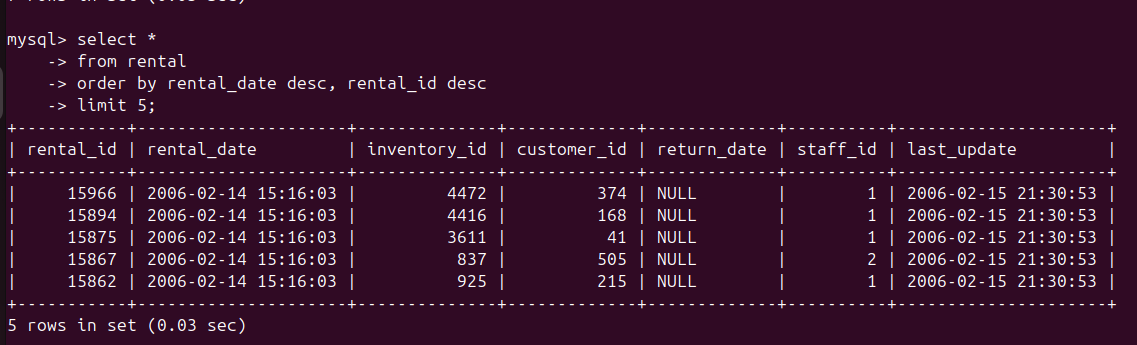 mysql> select *
    -> from rental
    -> order by rental_date desc, rental_id desc
    -> limit 5;
+-----------+---------------------+--------------+-------------+-------------+----------+---------------------+
| rental_id | rental_date         | inventory_id | customer_id | return_date | staff_id | last_update         |
+-----------+---------------------+--------------+-------------+-------------+----------+---------------------+
|     15966 | 2006-02-14 15:16:03 |         4472 |         374 | NULL        |        1 | 2006-02-15 21:30:53 |
|     15894 | 2006-02-14 15:16:03 |         4416 |         168 | NULL        |        1 | 2006-02-15 21:30:53 |
|     15875 | 2006-02-14 15:16:03 |         3611 |          41 | NULL        |        1 | 2006-02-15 21:30:53 |
|     15867 | 2006-02-14 15:16:03 |          837 |         505 | NULL        |        2 | 2006-02-15 21:30:53 |
|     15862 | 2006-02-14 15:16:03 |          925 |         215 | NULL        |        1 | 2006-02-15 21:30:53 |
+-----------+---------------------+--------------+-------------+-------------+----------+---------------------+
5 rows in set (0.03 sec)